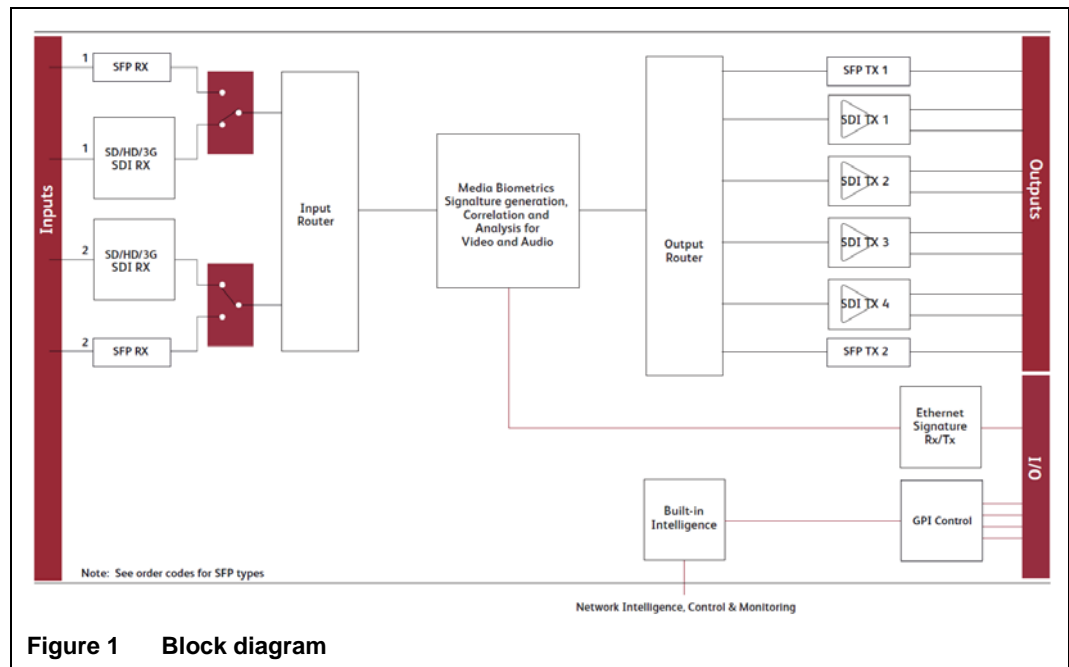 Inputs
1
SFP RX
1
SD/HD/3G
SDI RX
2
SD/HD/3G
SDI RX
2
SFP RX
Input
Router
Media Biometrics
Signalture generation,
Correlation and
Analysis for
Video and Audio
Output
Router
SFP TX 1
SDI TX 1
SDI TX 2
SDI TX 3
SDI TX 4
SFP TX 2
Outputs
Ethernet
Signature
Rx/Tx
I/O
Built-in
Intelligence
GPI Control
Note: See order codes for SFP types
Network Intelligence, Control & Monitoring
Figure 1 Block diagram